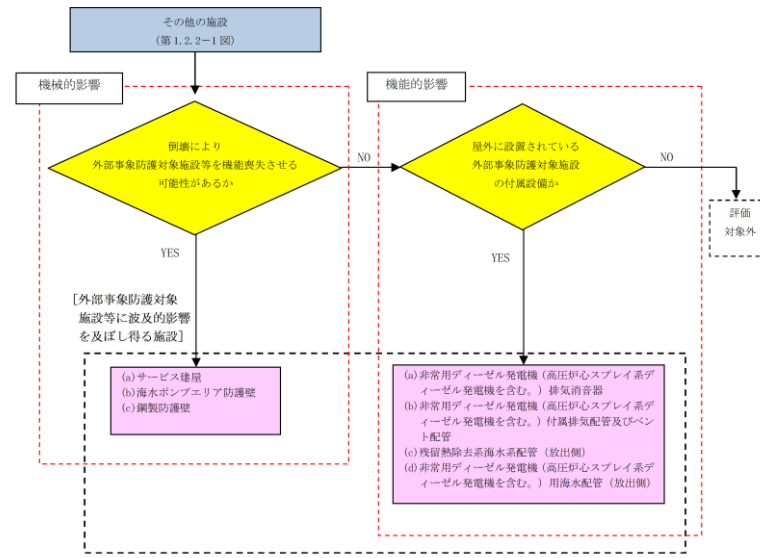 その他の施設
(第1.2.2-1図)
機械的影響
機能的影響
倒壊により
外部事象防護対象施設等を機能喪失させる
可能性があるか
NO
屋外に設置されている
外部事象防護対象施設
の付属設備か
NO
評価
対象外
YES
YES
[外部事象防護対象
施設等に波及的影響
を及ぼし得る施設]
(a)サービス建屋
(b)海水ポンプエリア防護壁
(c)鋼製防護壁
(a)非常用ディーゼル発電機(高圧炉心スプレイ系デ
ィーゼル発電機を含む。)排気消音器
(b)非常用ディーゼル発電機(高圧炉心スプレイ系デ
ィーゼル発電機を含む。)付属排気配管及びベン
ト配管
(c)残留熱除去系海水系配管(放出側)
(d)非常用ディーゼル発電機(高圧炉心スプレイ系デ
ィーゼル発電機を含む。)用海水配管(放出側)